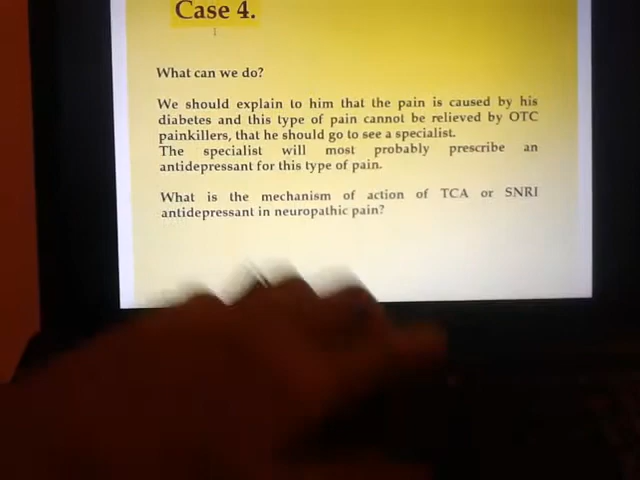 Case 4.
What can we do?
We should explain to him that the pain is caused by his
diabetes and this type of pain cannot be relieved by OTC
painkillers, that he should go to see a specialist.
The specialist will most probably prescribe an
antidepressant for this type of pain.
What is the mechanism of action of TCA or SNRI
antidepressant in neuropathic pain?